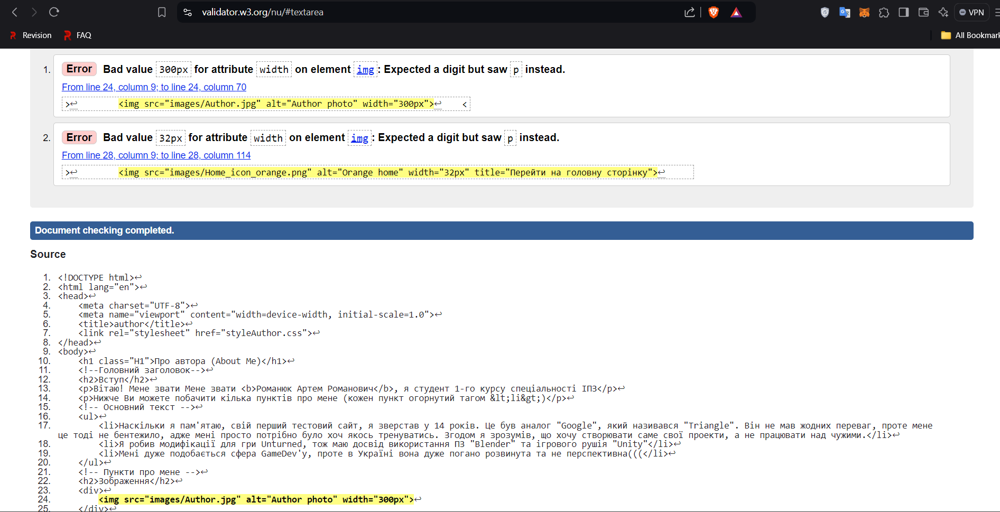 validator.w3.org/nu/#textarea
VPN
Revision
FAQ
All Bookmark
1. Error Bad value 300px for attribute width on element img: Expected a digit but saw p instead.
From line 24, column 9; to line 24, column 70
>↩        <img src="images/Author.jpg" alt="Author photo" width="300px">↩    <
2. Error Bad value 32px for attribute width on element img: Expected a digit but saw p instead.
From line 28, column 9; to line 28, column 114
>↩        <img src="images/Home_icon_orange.png" alt="Orange home" width="32px" title="Перейти на головну сторінку">↩
Document checking completed.
Source
1. <!DOCTYPE html>↩
2. <html lang="en">↩
3. <head>↩
4.     <meta charset="UTF-8">↩
5.     <meta name="viewport" content="width=device-width, initial-scale=1.0">↩
6.     <title>author</title>↩
7.     <link rel="stylesheet" href="styleAuthor.css">↩
8. </head>↩
9. <body>↩
10.     <h1 class="H1">Про автора (About Me)</h1>↩
11.     <!--Головний заголовок-->↩
12.     <h2>Вступ</h2>↩
13.     <p>Вітаю! Мене звати Мене звати <b>Романюк Артем Романович</b>, я студент 1-го курсу спеціальності ІПЗ</p>↩
14.     <p>Нижче Ви можете побачити кілька пунктів про мене (кожен пункт огорнутий тагом &lt;li&gt;)</p>↩
15.     <!-- Основний текст -->↩
16.     <ul>↩
17.         <li>Наскільки я пам'ятаю, свій перший тестовий сайт, я зверстав у 14 років. Це був аналог "Google", який називався "Triangle". Він не мав жодних переваг, проте мене
це тоді не бентежило, адже мені просто потрібно було хоч якось тренуватись. Згодом я зрозумів, що хочу створювати саме свої проекти, а не працювати над чужими.</li>↩
18.         <li>Я робив модифікації для гри Unturned, тож маю досвід використання ПЗ "Blender" та ігрового рушія "Unity"</li>↩
19.         <li>Мені дуже подобається сфера GameDev'у, проте в Україні вона дуже погано розвинута та не перспективна(((</li>↩
20.     </ul>↩
21.     <!-- Пункти про мене -->↩
22.     <h2>Зображення</h2>↩
23.     <div>↩
24.         <img src="images/Author.jpg" alt="Author photo" width="300px">↩
25.     </div>↩